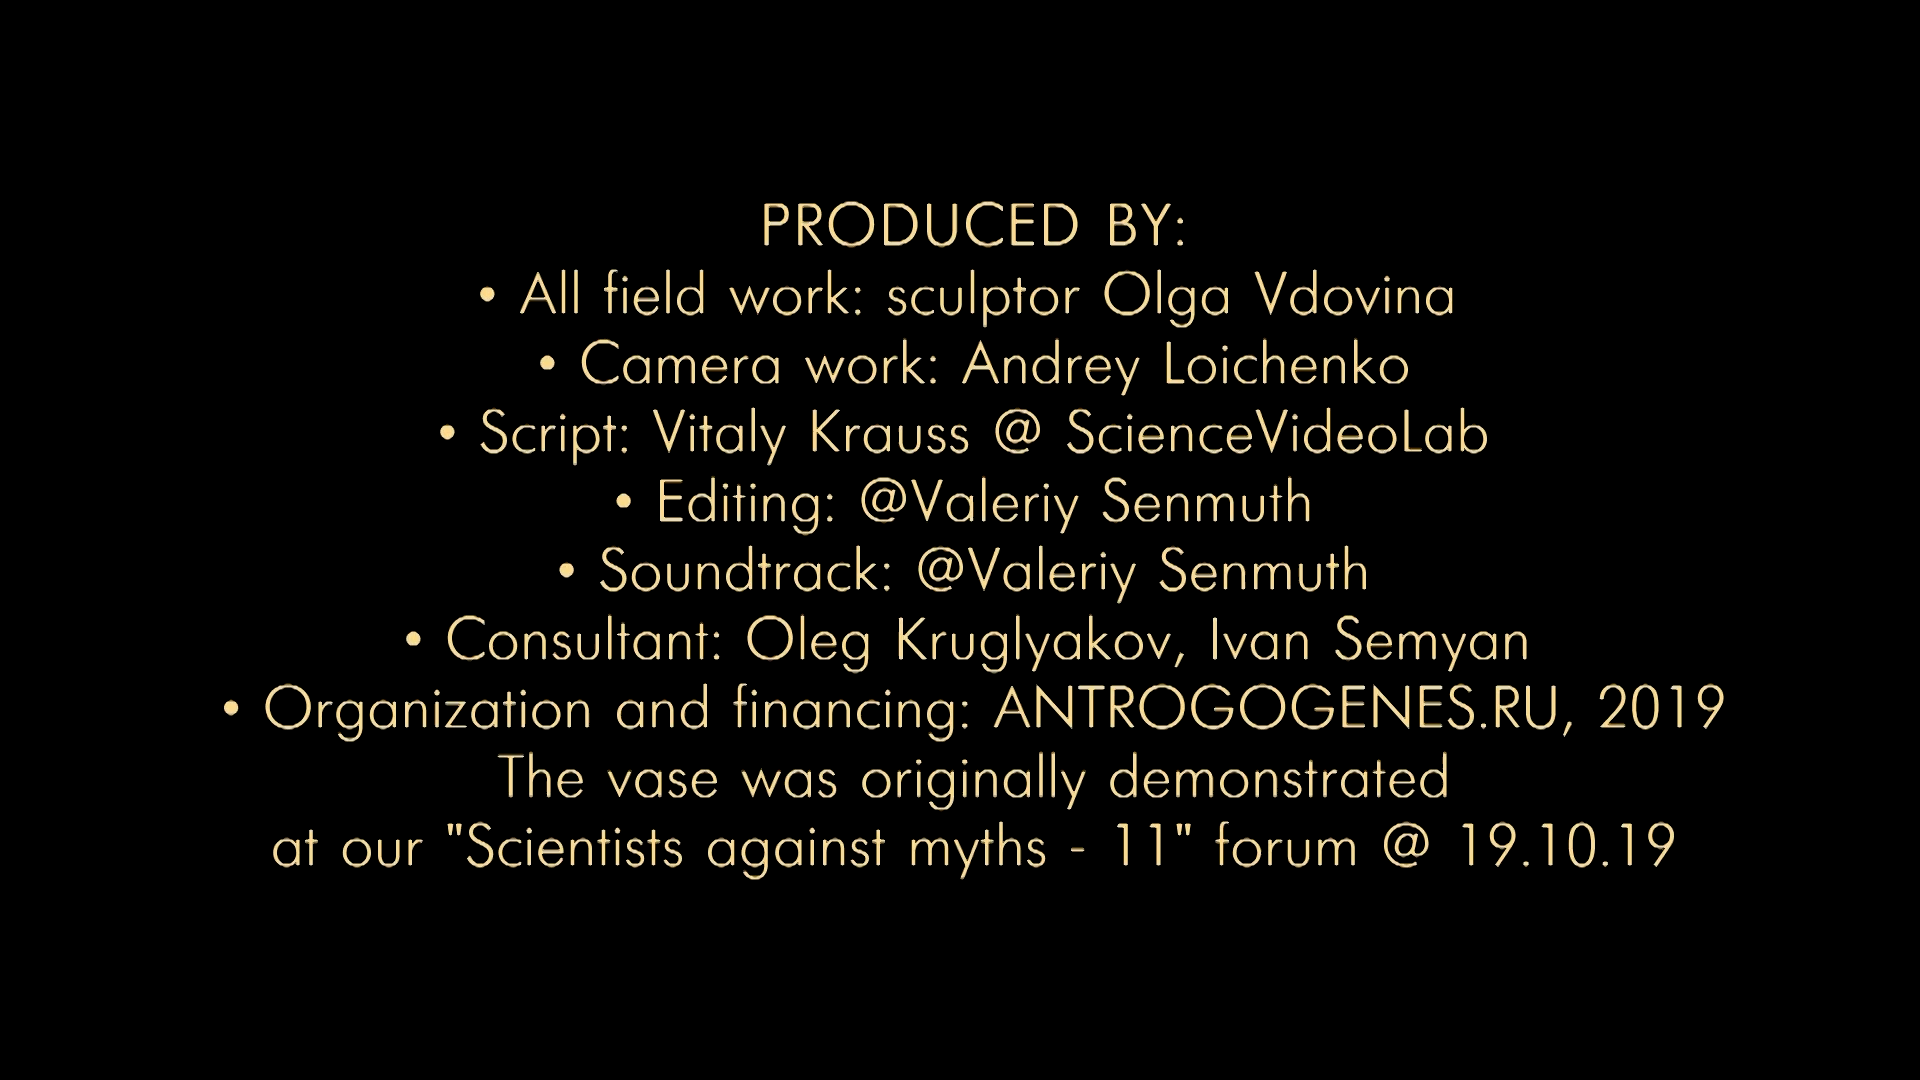 PRODUCED BY:
• All field work: sculptor Olga Vdovina
• Camera work: Andrey Loichenko
• Script: Vitaly Krauss @ ScienceVideoLab
• Editing: @Valeriy Senmuth
• Soundtrack: @Valeriy Senmuth
• Consultant: Oleg Kruglyakov, Ivan Semyan
• Organization and financing: ANTROGOGENES.RU, 2019
The vase was originally demonstrated
at our "Scientists against myths - 11" forum @ 19.10.19